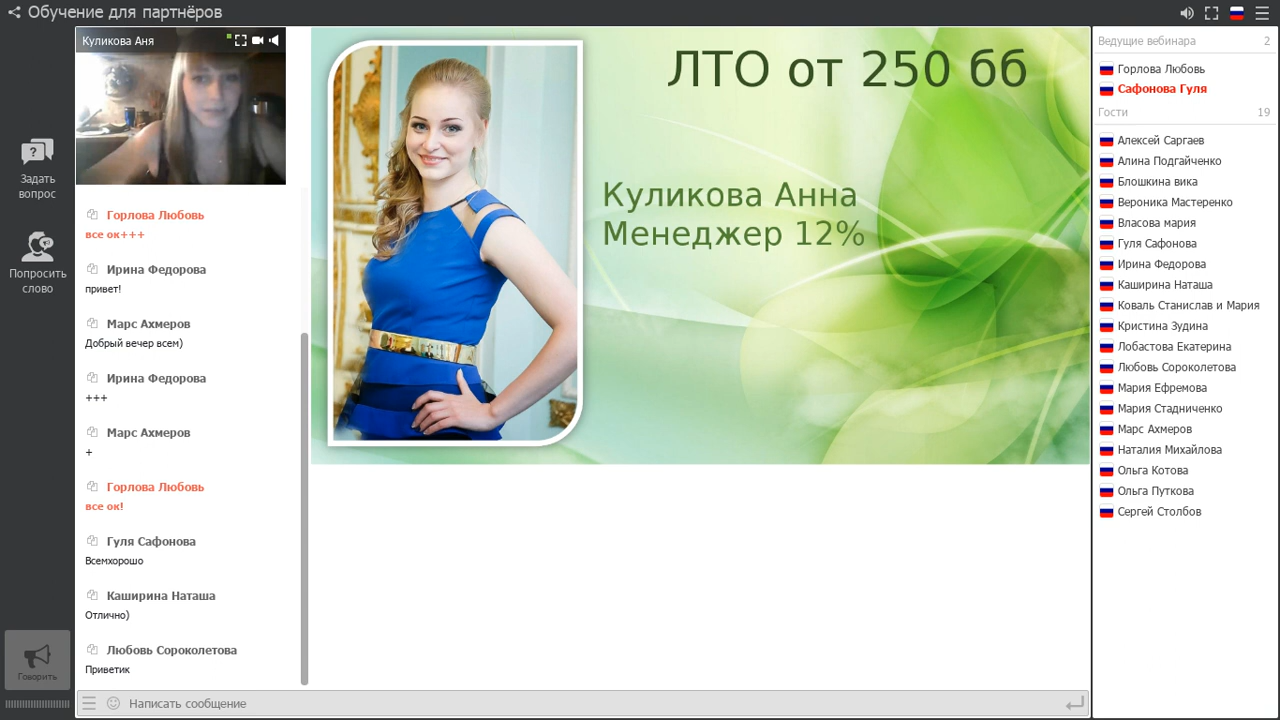 Обучение для партнёров
Куликова Аня
Задать
вопрос
Попросить
слово
Говорить
Горлова Любовь
все ок+++
Ирина Федорова
привет!
Марс Ахмеров
Добрый вечер всем)
Ирина Федорова
+++
Марс Ахмеров
+
Горлова Любовь
все ок!
Гуля Сафонова
Всемхорошо
Каширина Наташа
Отлично)
Любовь Сороколетова
Приветик
Написать сообщение
ЛТО от 250 бб
Куликова Анна
Менеджер 12%
Ведущие вебинара 2
Горлова Любовь
Сафонова Гуля
Гости 19
Алексей Саргаев
Алина Подгайченко
Блошкина вика
Вероника Мастеренко
Власова мария
Гуля Сафонова
Ирина Федорова
Каширина Наташа
Коваль Станислав и Мария
Кристина Зудина
Лобастова Екатерина
Любовь Сороколетова
Мария Ефремова
Мария Стадниченко
Марс Ахмеров
Наталия Михайлова
Ольга Котова
Ольга Путкова
Сергей Столбов